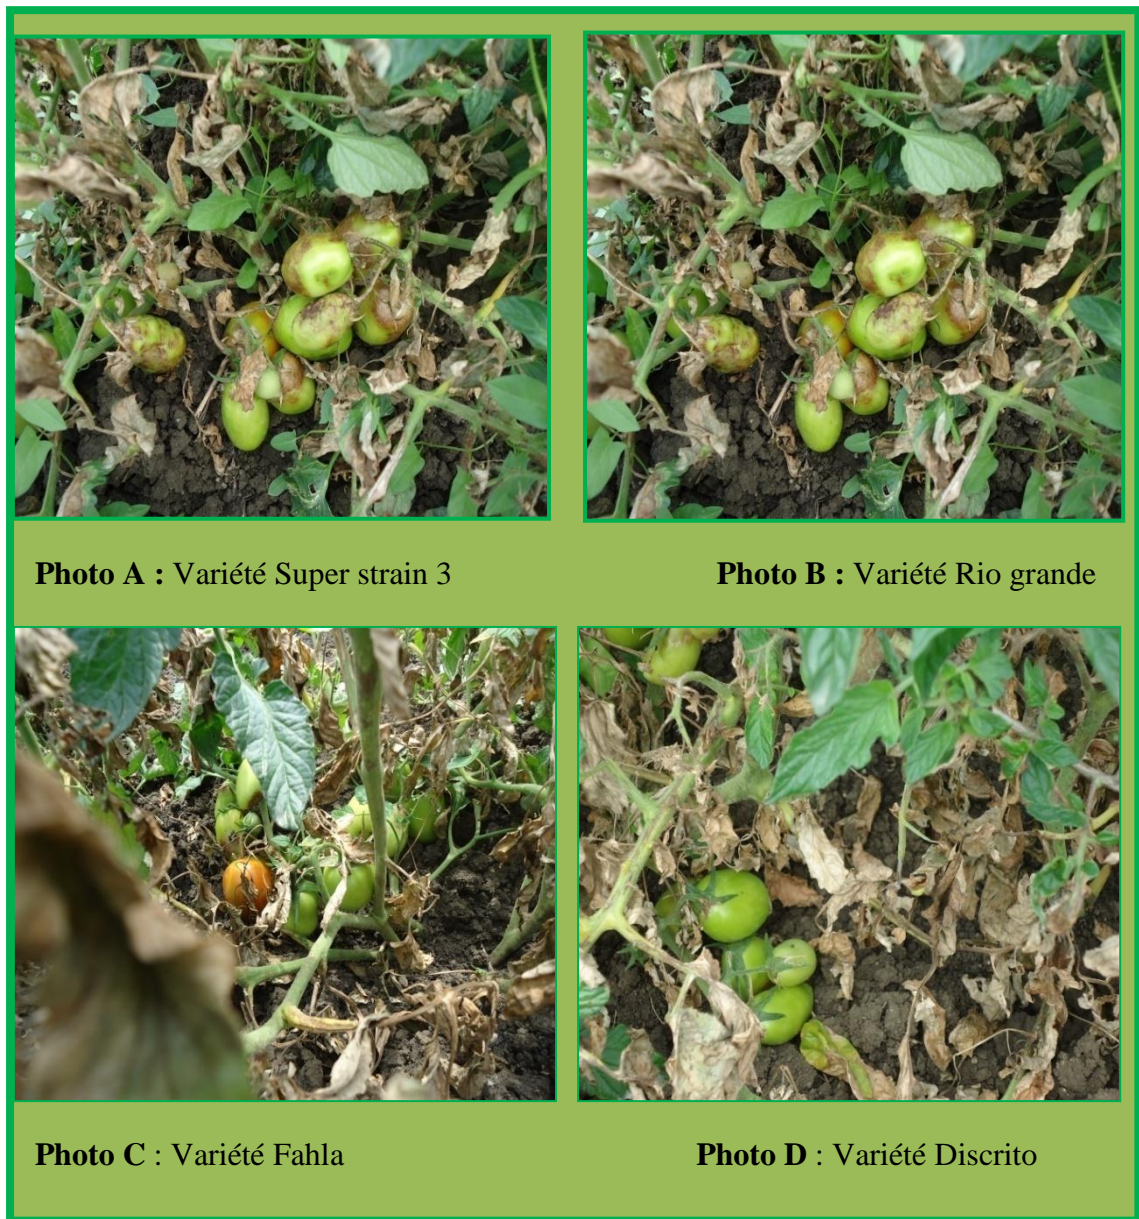 Photo A : Variété Super strain 3
Photo B : Variété Rio grande
Photo C : Variété Fahla
Photo D : Variété Discrito